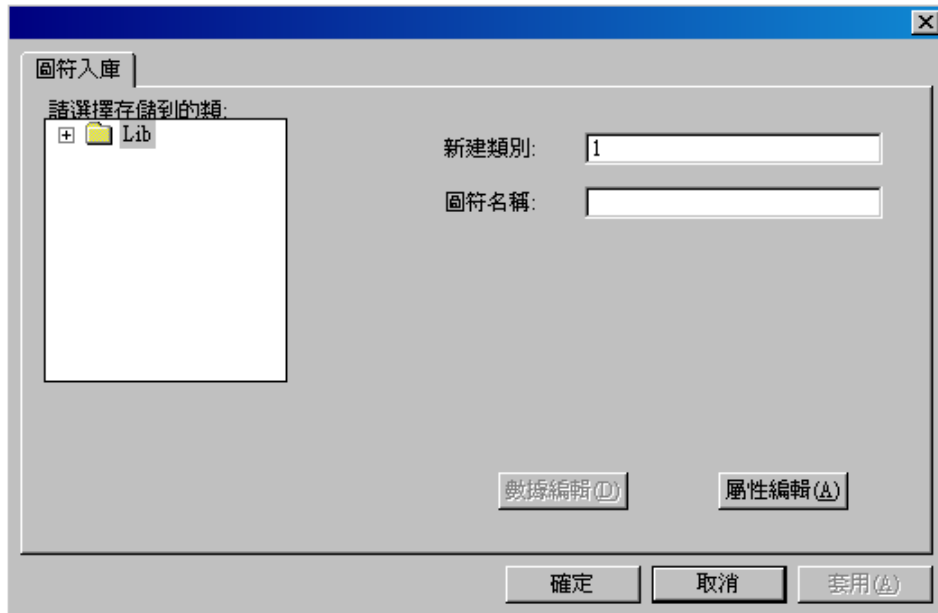 圖符入庫
請選擇存儲到的類:
Lib
新建類別: 1
圖符名稱:
數據編輯(D)
屬性編輯(A)
確定
取消
套用(A)